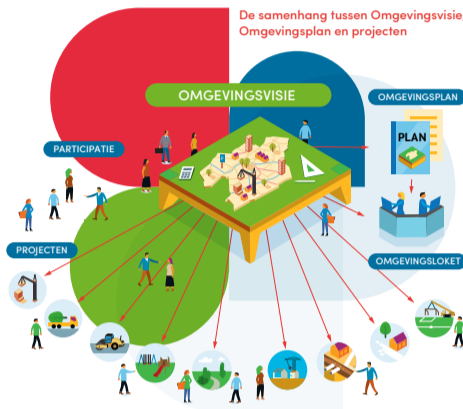 De samenhang tussen Omgevingsvisie,
Omgevingsplan en projecten
OMGEVINGSVISIE
OMGEVINGSPLAN
PLAN
PARTICIPATIE
PROJECTEN
OMGEVINGSLOKET